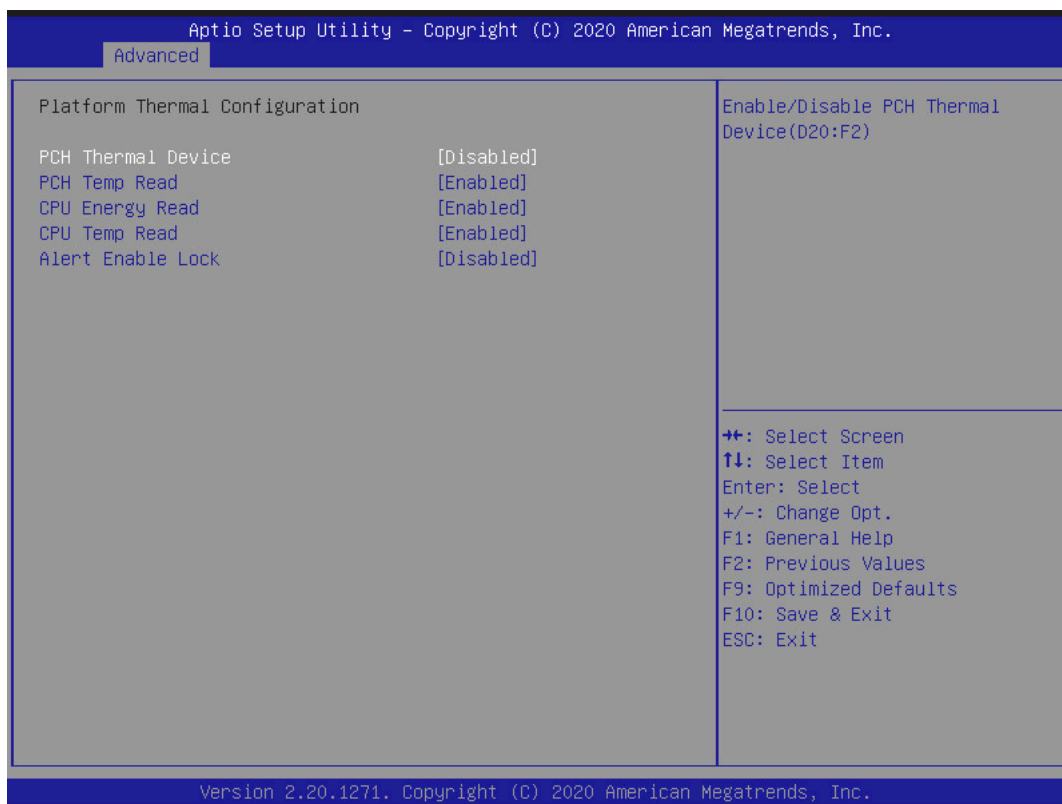 Aptio Setup Utility – Copyright (C) 2020 American Megatrends, Inc.
Advanced
Platform Thermal Configuration
PCH Thermal Device [Disabled]
PCH Temp Read [Enabled]
CPU Energy Read [Enabled]
CPU Temp Read [Enabled]
Alert Enable Lock [Disabled]
Enable/Disable PCH Thermal
Device(D20:F2)
→←: Select Screen
↑↓: Select Item
Enter: Select
+/-: Change Opt.
F1: General Help
F2: Previous Values
F9: Optimized Defaults
F10: Save & Exit
ESC: Exit
Version 2.20.1271. Copyright (C) 2020 American Megatrends, Inc.